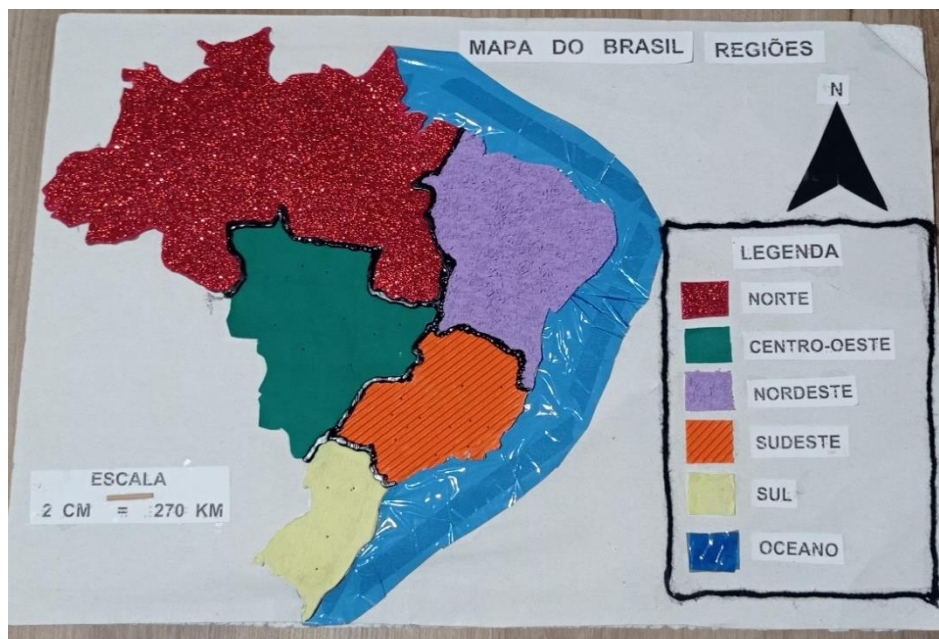 MAPA DO BRASIL REGIÕES
N
LEGENDA
NORTE
CENTRO-OESTE
NORDESTE
SUDESTE
SUL
OCEANO
ESCALA
2 CM = 270 KM